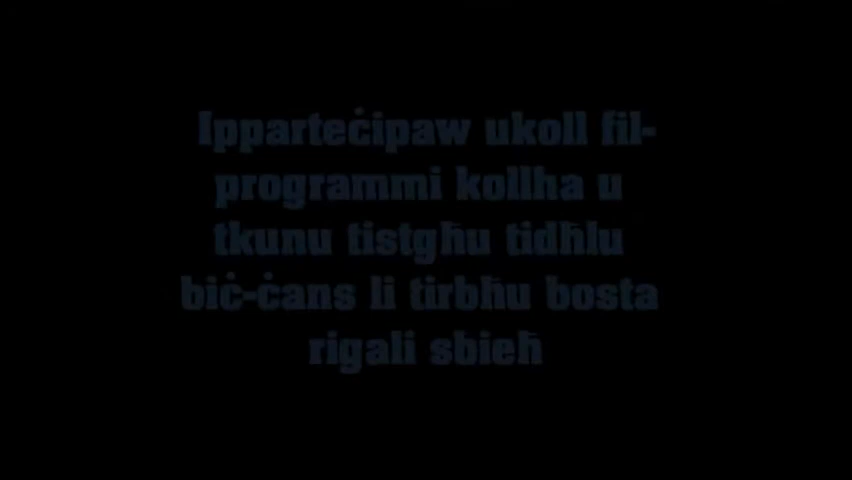 Ipparteċipaw ukoll fil-
programmi kollha u
tkunu tistgħu tidħlu
biċ-ċans li tirbħu bosta
rigali sbieħ